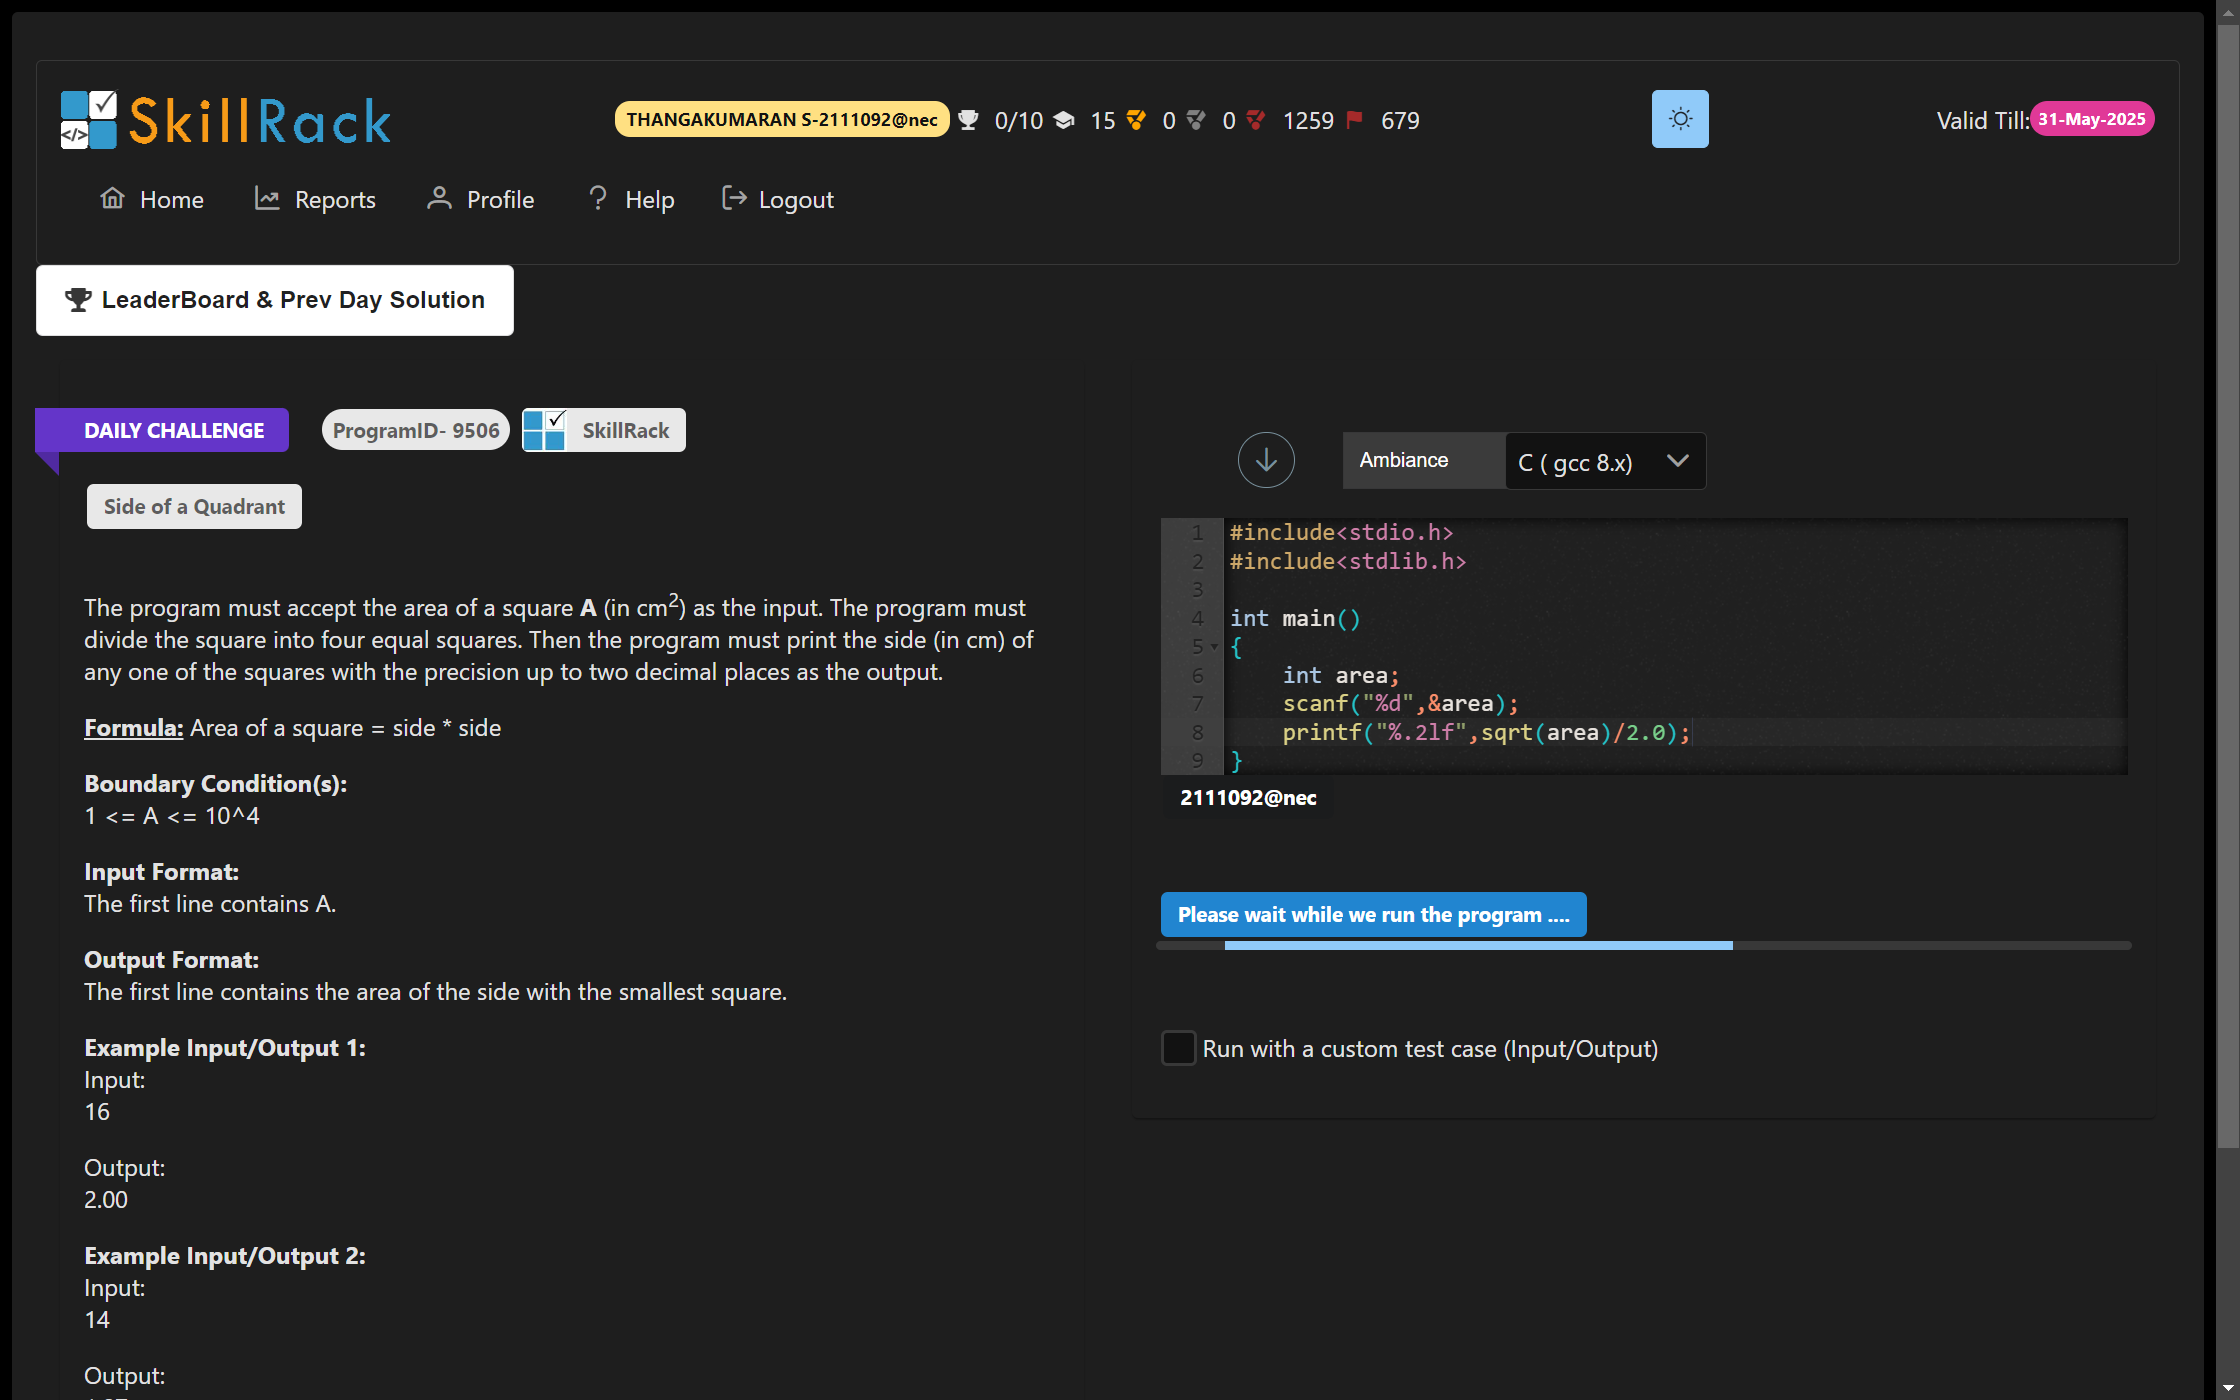 SkillRack
THANGAKUMARAN S-2111092@nec 0/10 15 0 0 1259 679
Valid Till: 31-May-2025
Home Reports Profile ? Help Logout
LeaderBoard & Prev Day Solution
DAILY CHALLENGE ProgramID- 9506 SkillRack
Side of a Quadrant
The program must accept the area of a square A (in cm²) as the input. The program must
divide the square into four equal squares. Then the program must print the side (in cm) of
any one of the squares with the precision up to two decimal places as the output.
Formula: Area of a square = side * side
Boundary Condition(s):
1 <= A <= 10^4
Input Format:
The first line contains A.
Output Format:
The first line contains the area of the side with the smallest square.
Example Input/Output 1:
Input:
16
Output:
2.00
Example Input/Output 2:
Input:
14
Output:
Ambiance C ( gcc 8.x)
1 #include<stdio.h>
2 #include<stdlib.h>
3
4 int main()
5 {
6 int area;
7 scanf("%d",&area);
8 printf("%.2lf",sqrt(area)/2.0);
9 }
2111092@nec
Please wait while we run the program ....
Run with a custom test case (Input/Output)